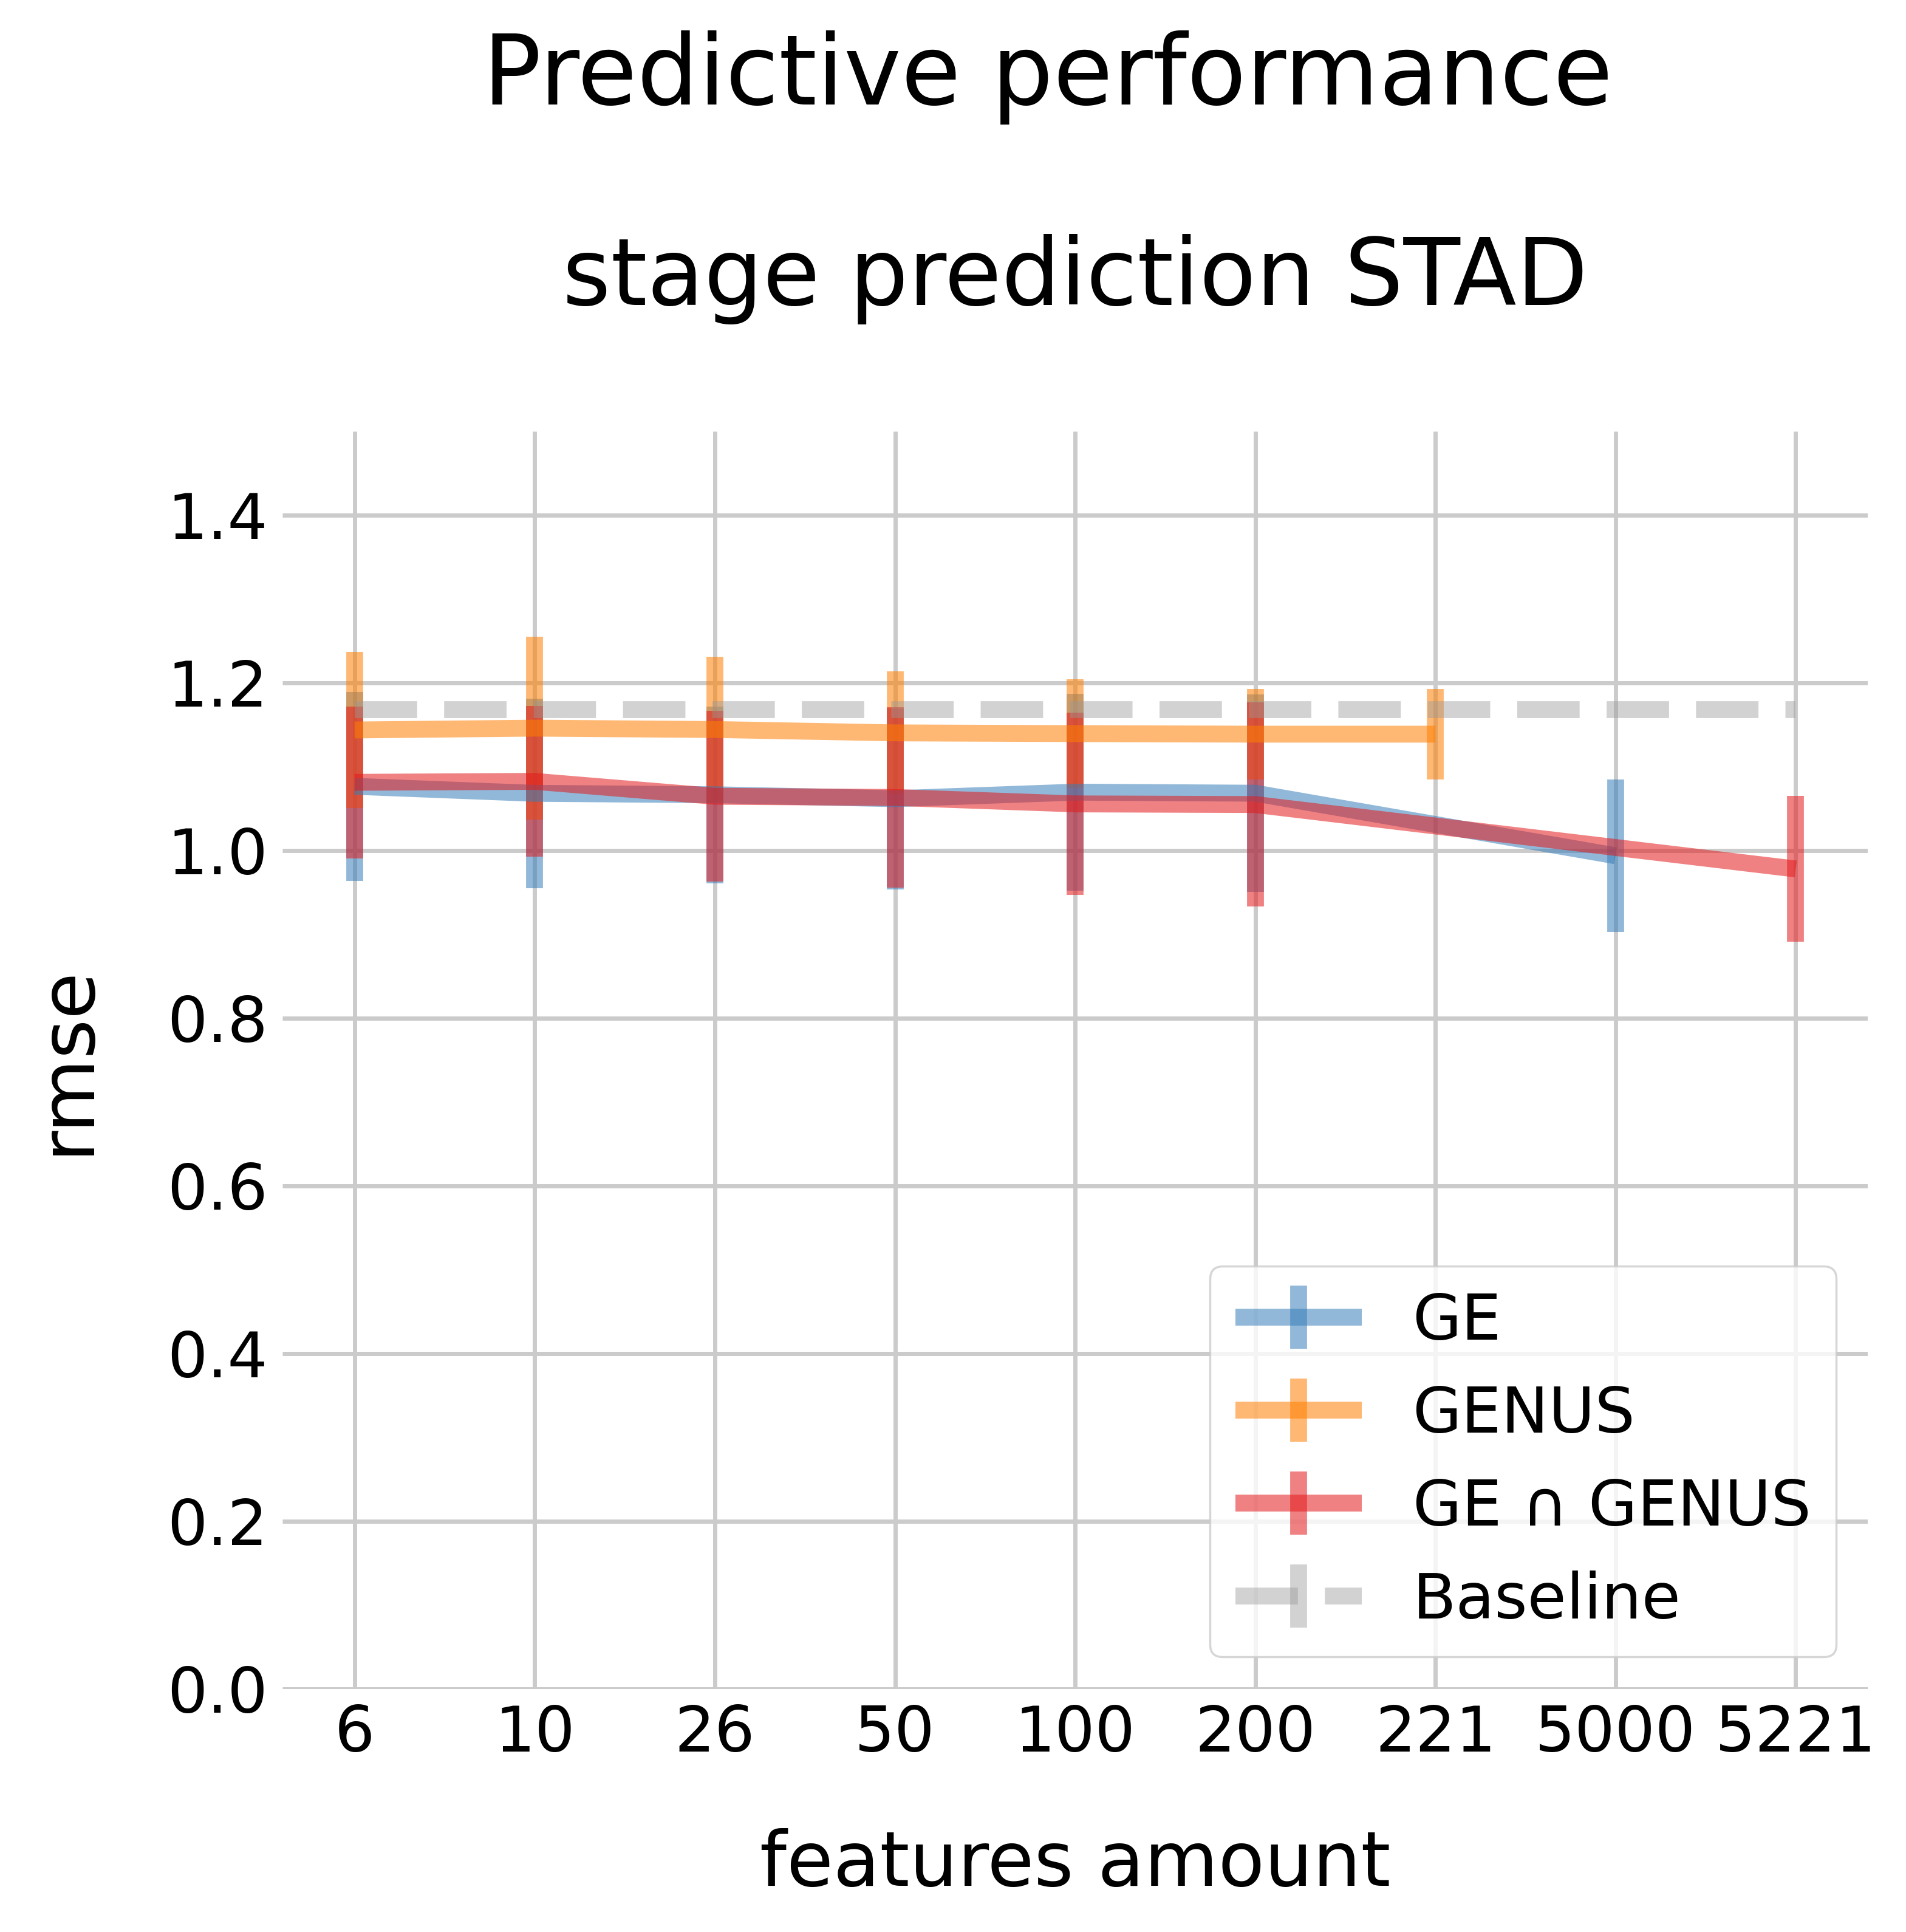 Predictive performance
stage prediction STAD
1.4
1.2
1.0
0.8
0.6
0.4
0.2
0.0
rmse
GE
GENUS
GE ∩ GENUS
Baseline
6 10 26 50 100 200 221 5000 5221
features amount